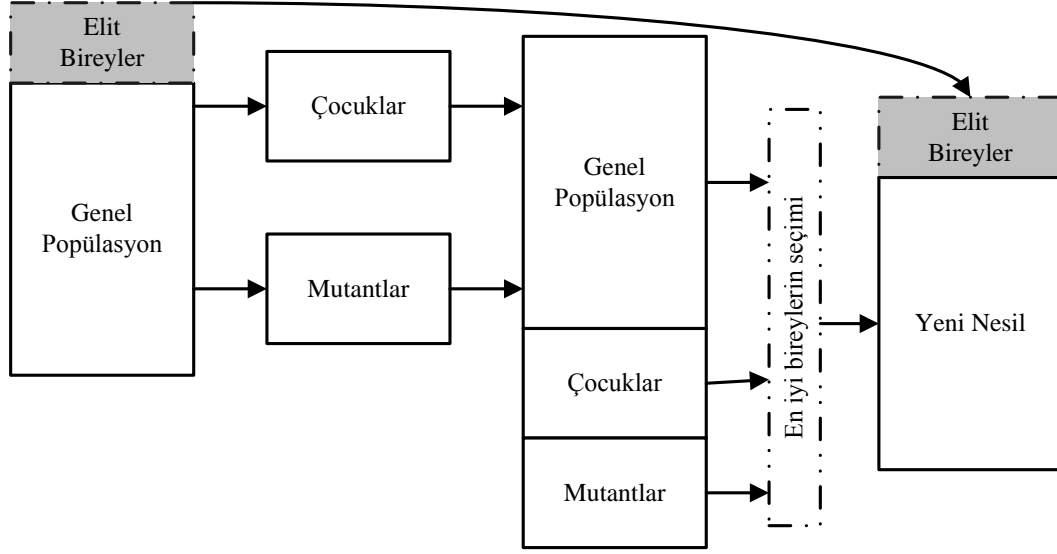 Elit
Bireyler
Genel
Popülasyon
Çocuklar
Mutantlar
Genel
Popülasyon
Çocuklar
Mutantlar
En iyi bireylerin seçimi
Elit
Bireyler
Yeni Nesil